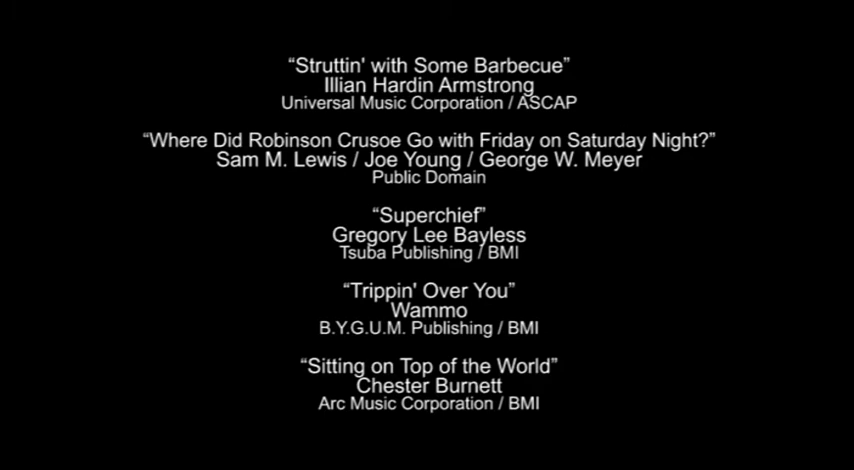 “Struttin' with Some Barbecue”
Illian Hardin Armstrong
Universal Music Corporation / ASCAP
“Where Did Robinson Crusoe Go with Friday on Saturday Night?”
Sam M. Lewis / Joe Young / George W. Meyer
Public Domain
“Superchief”
Gregory Lee Bayless
Tsuba Publishing / BMI
“Trippin' Over You”
Wammo
B.Y.G.U.M. Publishing / BMI
“Sitting on Top of the World”
Chester Burnett
Arc Music Corporation / BMI